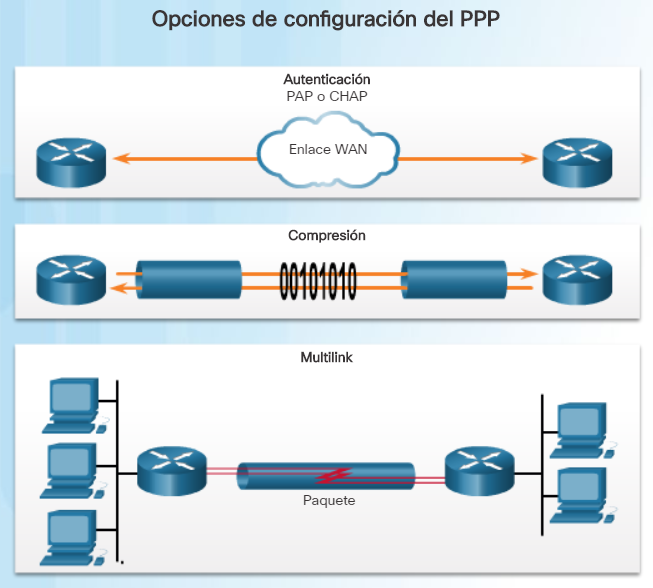 Opciones de configuración del PPP
Autenticación
PAP o CHAP
Enlace WAN
Compresión
00101010
Multilink
Paquete